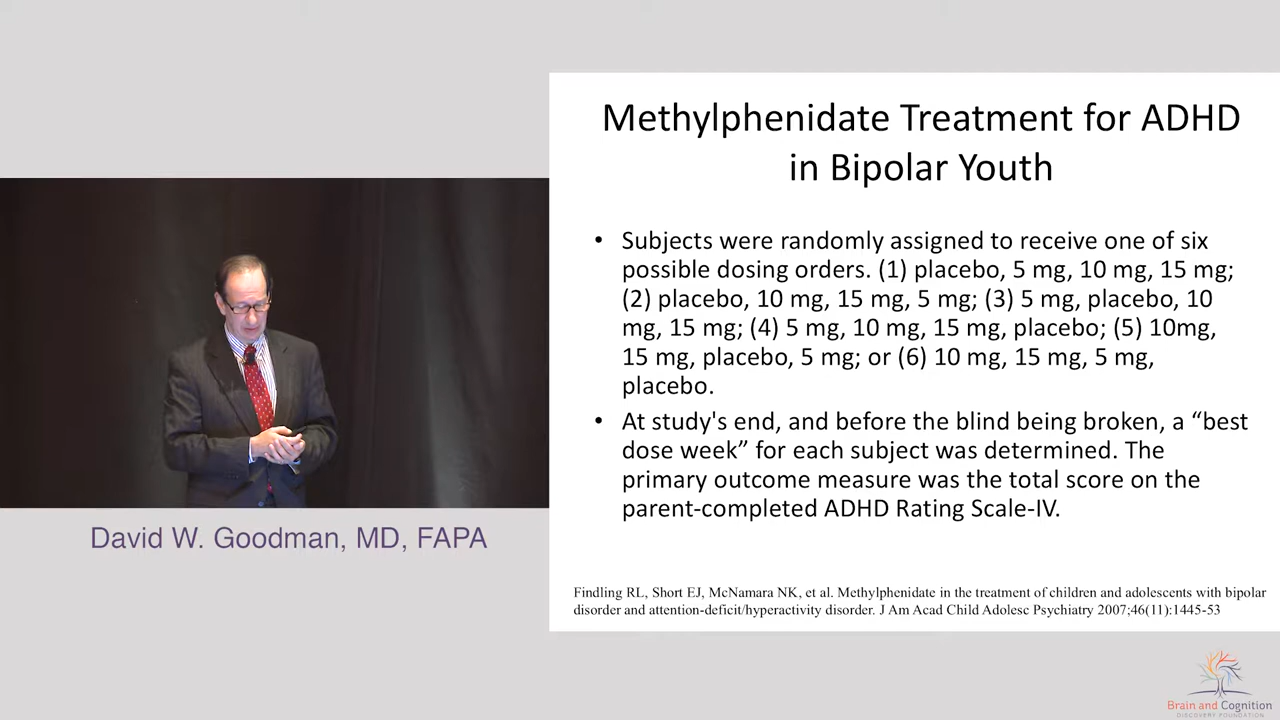 Methylphenidate Treatment for ADHD
in Bipolar Youth
• Subjects were randomly assigned to receive one of six
possible dosing orders. (1) placebo, 5 mg, 10 mg, 15 mg;
(2) placebo, 10 mg, 15 mg, 5 mg; (3) 5 mg, placebo, 10
mg, 15 mg; (4) 5 mg, 10 mg, 15 mg, placebo; (5) 10mg,
15 mg, placebo, 5 mg; or (6) 10 mg, 15 mg, 5 mg,
placebo.
• At study's end, and before the blind being broken, a “best
dose week” for each subject was determined. The
primary outcome measure was the total score on the
parent-completed ADHD Rating Scale-IV.
Findling RL, Short EJ, McNamara NK, et al. Methylphenidate in the treatment of children and adolescents with bipolar
disorder and attention-deficit/hyperactivity disorder. J Am Acad Child Adolesc Psychiatry 2007;46(11):1445-53
David W. Goodman, MD, FAPA
Brain and Cognition
DISCOVERY FOUNDATION